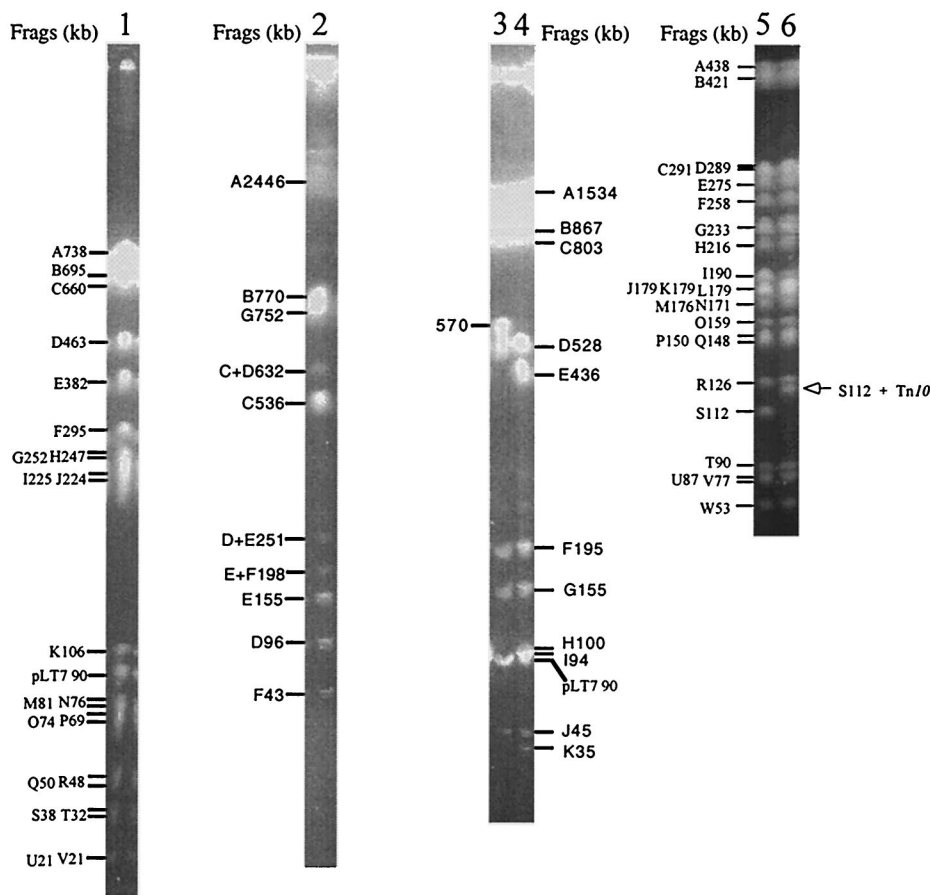 Frags (kb) 1
A738
B695
C660
D463
E382
F295
G252 H247
I225 J224
K106
pLT7 90
M81 N76
O74 P69
Q50 R48
S38 T32
U21 V21
Frags (kb) 2
A2446
B770
G752
C+D632
C536
D+E251
E+F198
E155
D96
F43
3 4 Frags (kb)
A1534
B867
C803
570
D528
E436
F195
G155
H100
I94
pLT7 90
J45
K35
Frags (kb) 5 6
A438
B421
C291 D289
E275
F258
G233
H216
I190
J179 K179 L179
M176 N171
O159
P150 Q148
R126
S112 + Tn10
S112
T90
U87 V77
W53